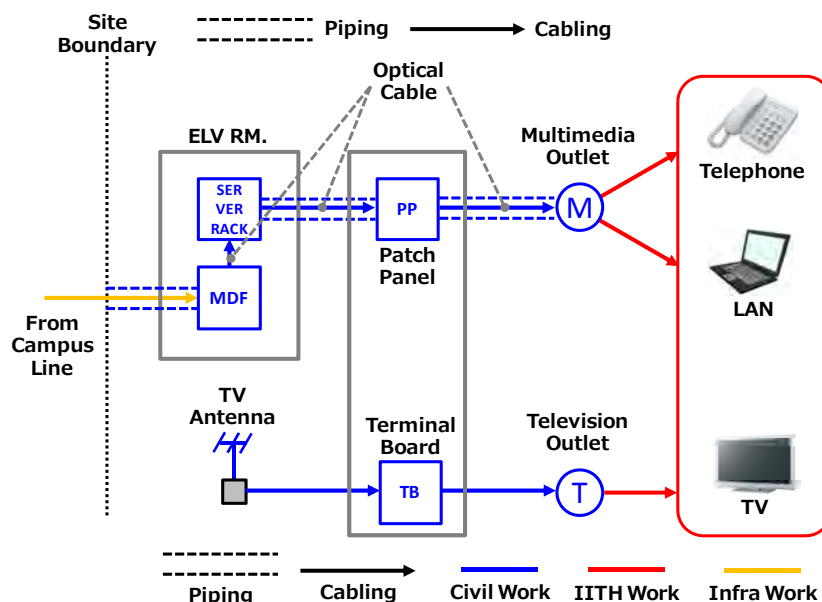 Site
Boundary
Piping
Cabling
Optical
Cable
ELV RM.
Multimedia
Outlet
Telephone
SER
VER
RACK
PP
M
Patch
Panel
MDF
LAN
From
Campus
Line
TV
Antenna
Terminal
Board
Television
Outlet
TB
T
TV
Piping
Cabling
Civil Work
IITH Work
Infra Work